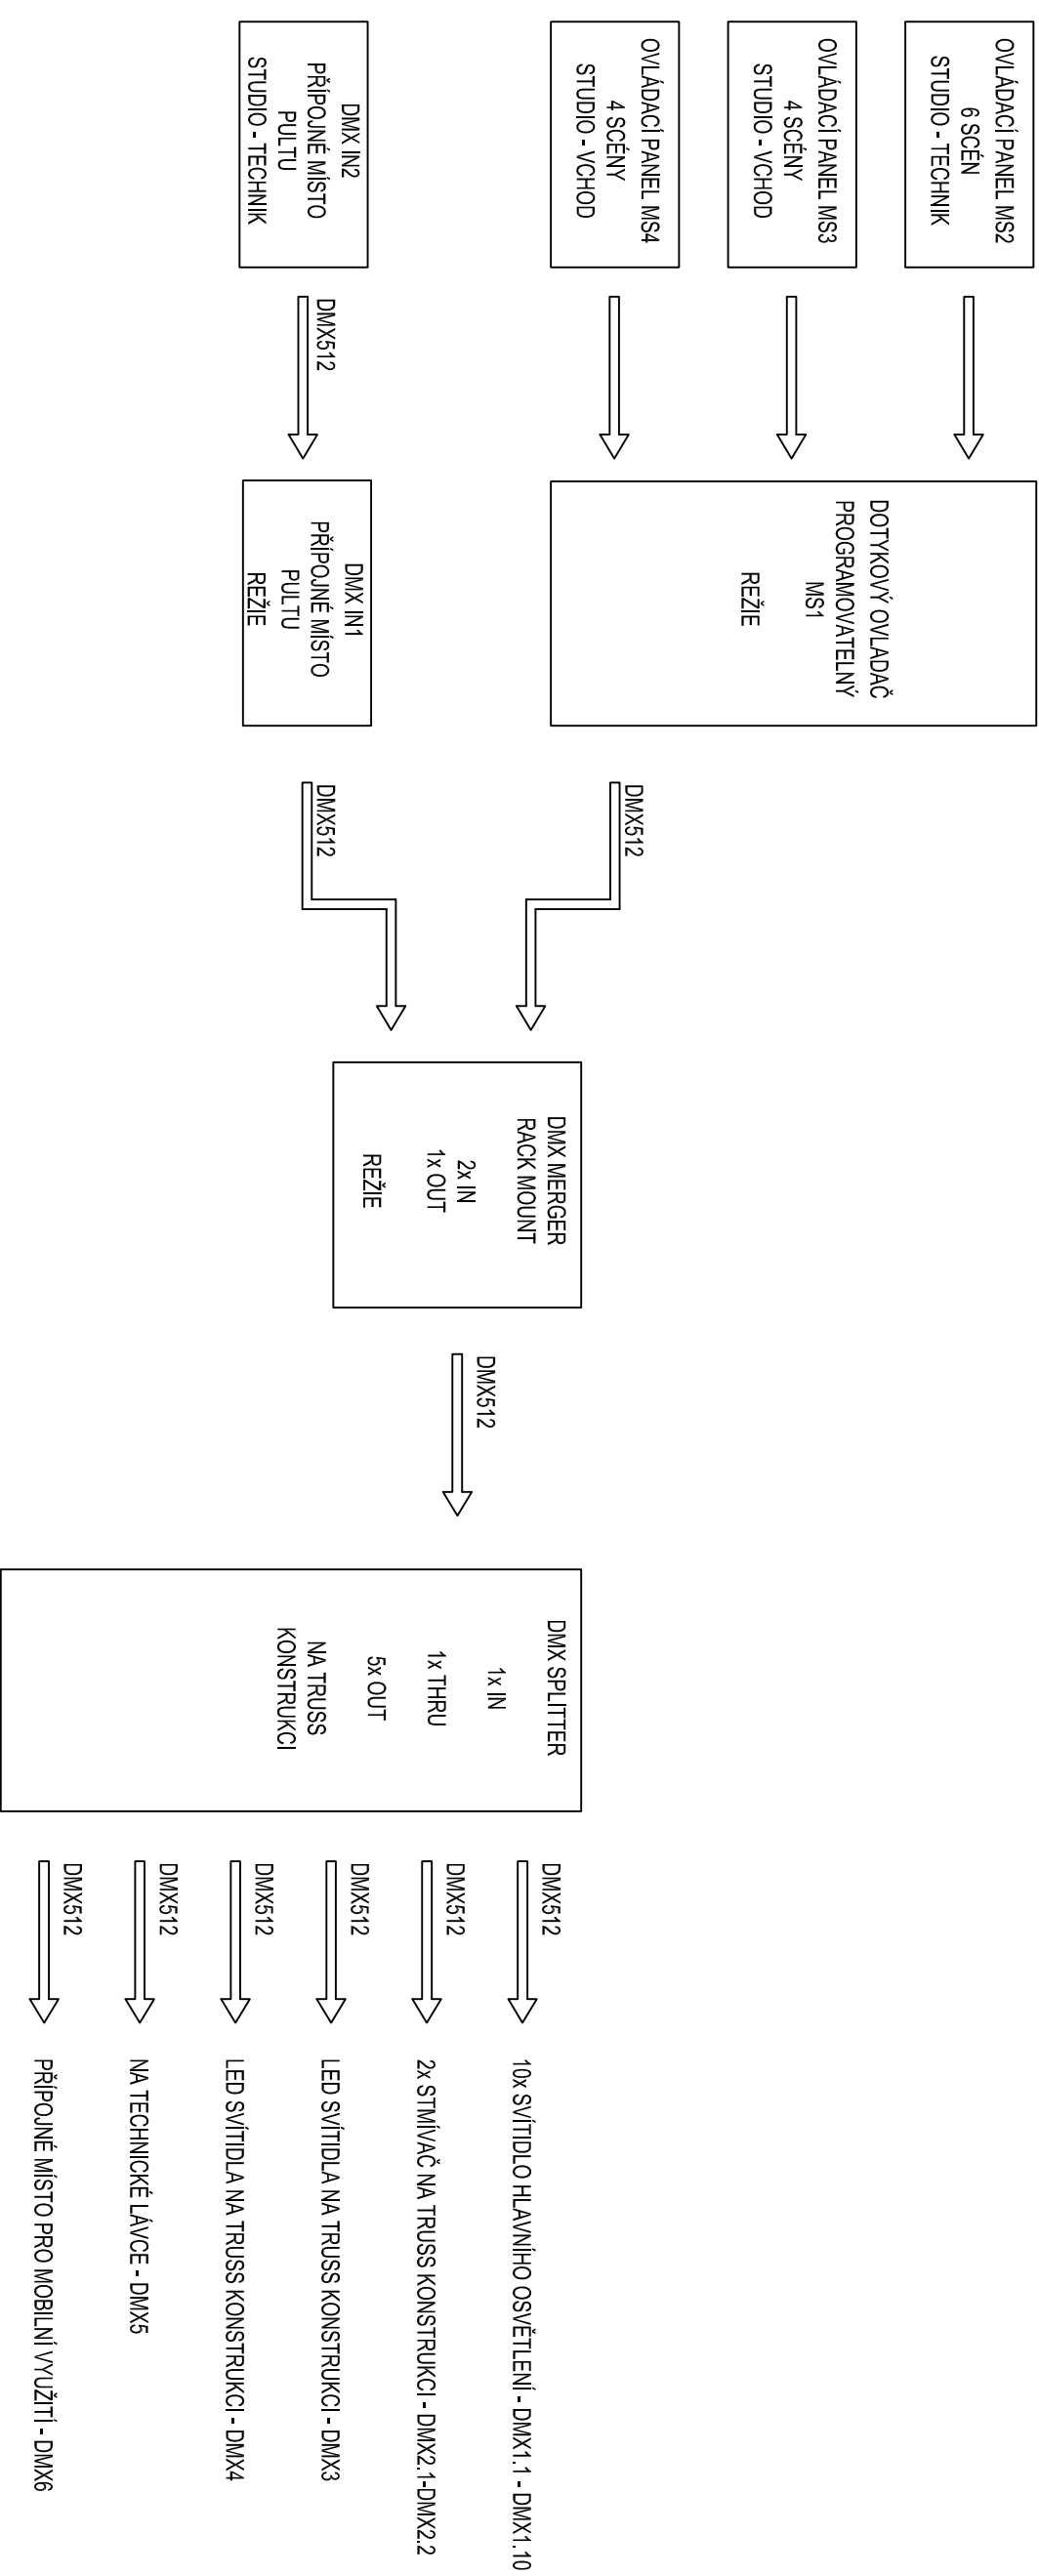 OVLÁDACÍ PANEL MS2
6 SCÉN
STUDIO - TECHNIK
OVLÁDACÍ PANEL MS3
4 SCÉNY
STUDIO - VCHOD
OVLÁDACÍ PANEL MS4
4 SCÉNY
STUDIO - VCHOD
DMX IN2
PŘÍPOJNÉ MÍSTO
PULTU
STUDIO - TECHNIK
DMX512
DOTYKOVÝ OVLADAČ
PROGRAMOVATELNÝ
MS1
REŽIE
DMX IN1
PŘÍPOJNÉ MÍSTO
PULTU
REŽIE
DMX512
DMX512
DMX MERGER
RACK MOUNT
2x IN
1x OUT
REŽIE
DMX512
DMX SPLITTER
1x IN
1x THRU
5x OUT
NA TRUSS
KONSTRUKCI
DMX512
10x SVÍTIDLO HLAVNÍHO OSVĚTLENÍ - DMX1.1 - DMX1.10
DMX512
2x STMÍVAČ NA TRUSS KONSTRUKCI - DMX2.1-DMX2.2
DMX512
LED SVÍTIDLA NA TRUSS KONSTRUKCI - DMX3
DMX512
LED SVÍTIDLA NA TRUSS KONSTRUKCI - DMX4
DMX512
NA TECHNICKÉ LÁVCE - DMX5
DMX512
PŘÍPOJNÉ MÍSTO PRO MOBILNÍ VYUŽITÍ - DMX6